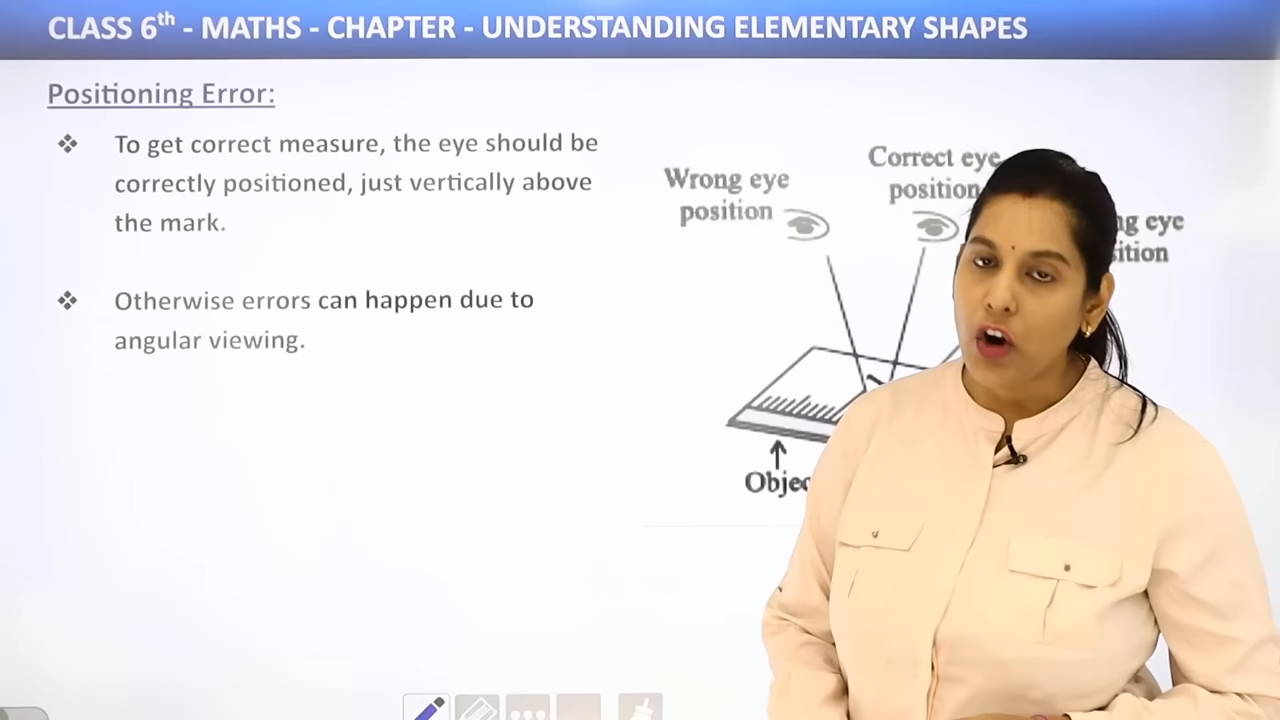 CLASS 6th - MATHS - CHAPTER - UNDERSTANDING ELEMENTARY SHAPES
Positioning Error:
❖ To get correct measure, the eye should be
correctly positioned, just vertically above
the mark.
❖ Otherwise errors can happen due to
angular viewing.
Wrong eye
position
Correct eye
position
eye